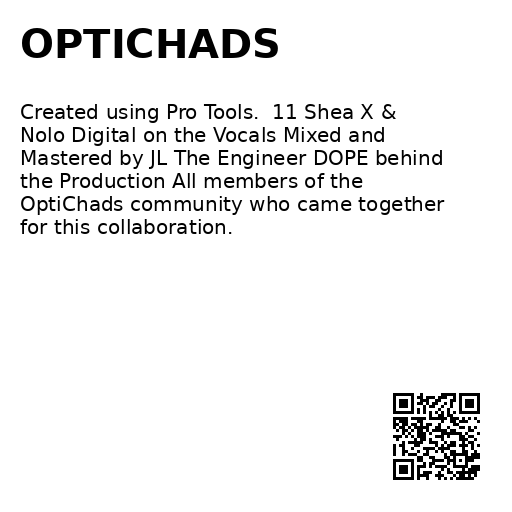 OPTICHADS
Created using Pro Tools.  11 Shea X &
Nolo Digital on the Vocals Mixed and
Mastered by JL The Engineer DOPE behind
the Production All members of the
OptiChads community who came together
for this collaboration.